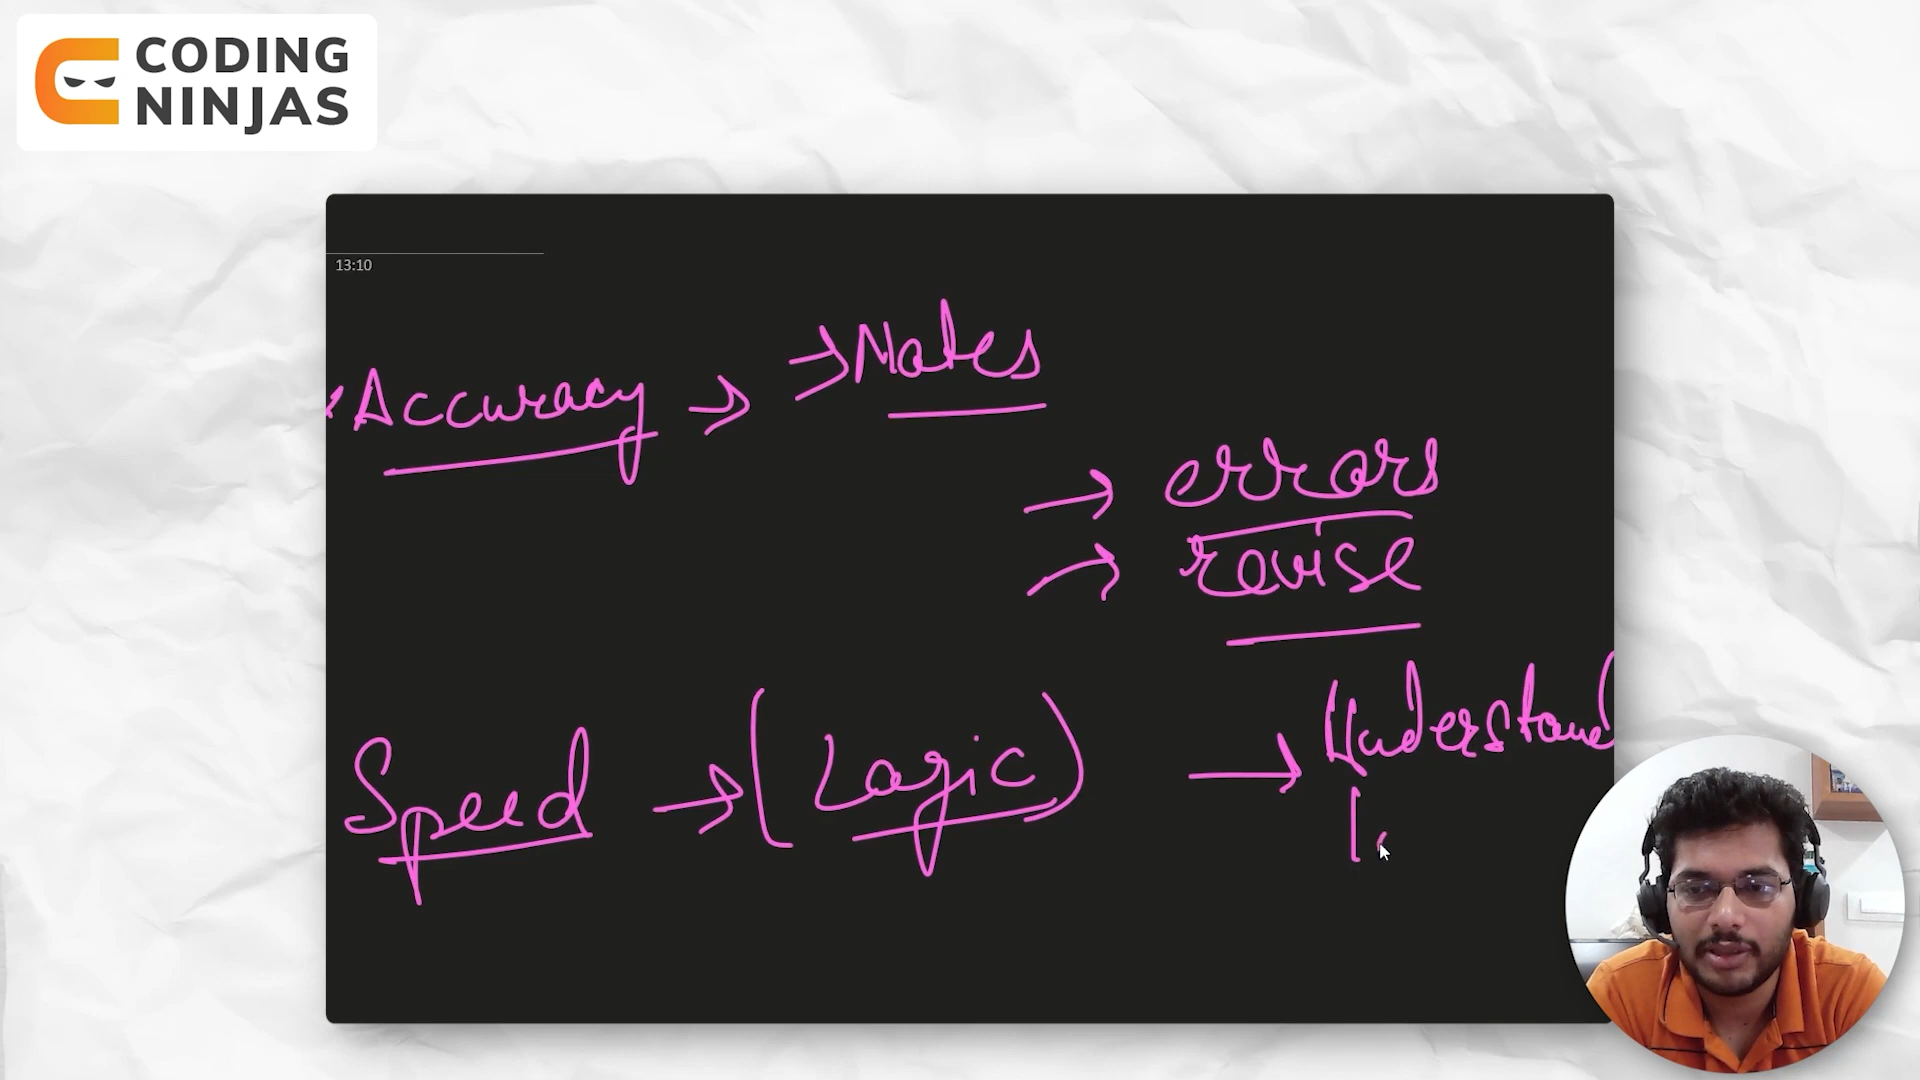 CODING
NINJAS
13:10
Accuracy → → Notes
→ errors
→ revise
Speed → (Logic) → Understand